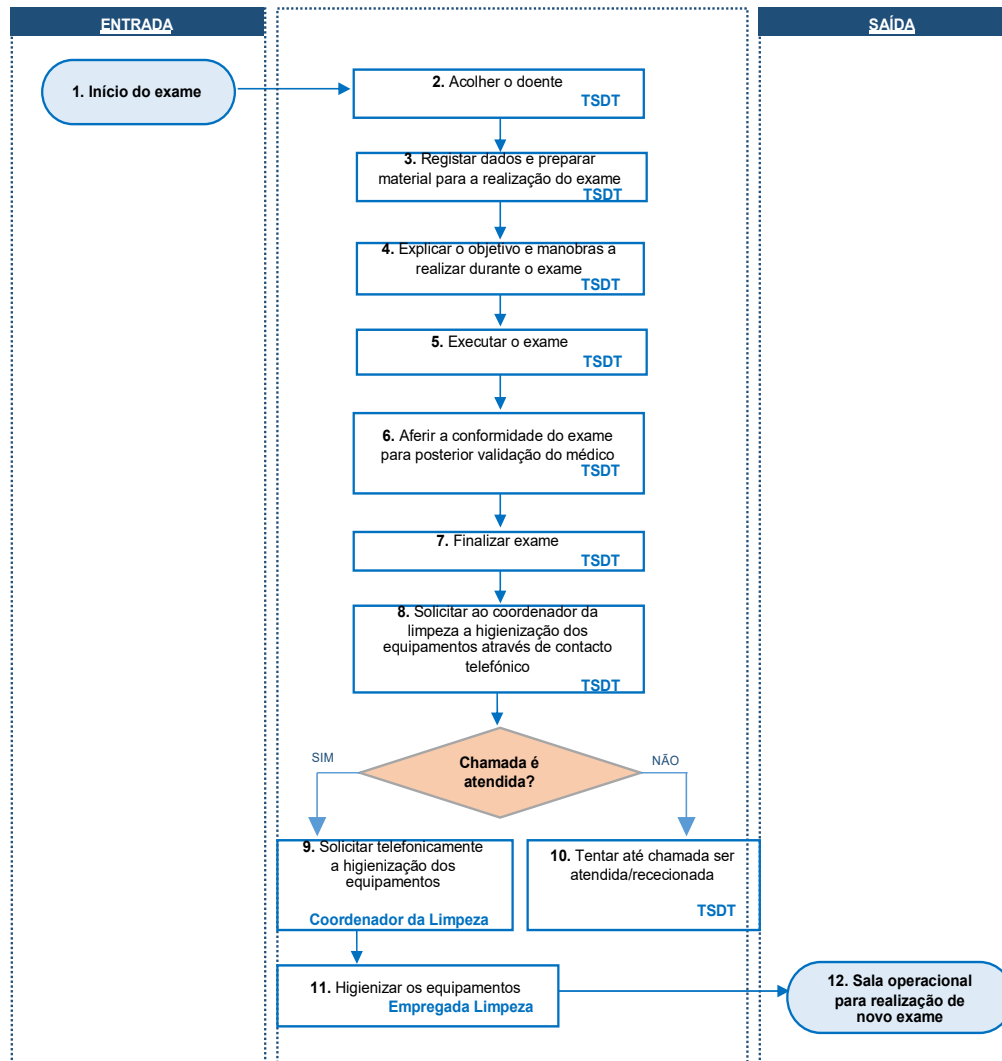 ENTRADA
SAÍDA
1. Início do exame
2. Acolher o doente
TSDT
3. Registar dados e preparar
material para a realização do exame
TSDT
4. Explicar o objetivo e manobras a
realizar durante o exame
TSDT
5. Executar o exame
TSDT
6. Aferir a conformidade do exame
para posterior validação do médico
TSDT
7. Finalizar exame
TSDT
8. Solicitar ao coordenador da
limpeza a higienização dos
equipamentos através de contacto
telefónico
TSDT
Chamada é
atendida?
SIM
NÃO
9. Solicitar telefonicamente
a higienização dos
equipamentos
Coordenador da Limpeza
10. Tentar até chamada ser
atendida/rececionada
TSDT
11. Higienizar os equipamentos
Empregada Limpeza
12. Sala operacional
para realização de
novo exame